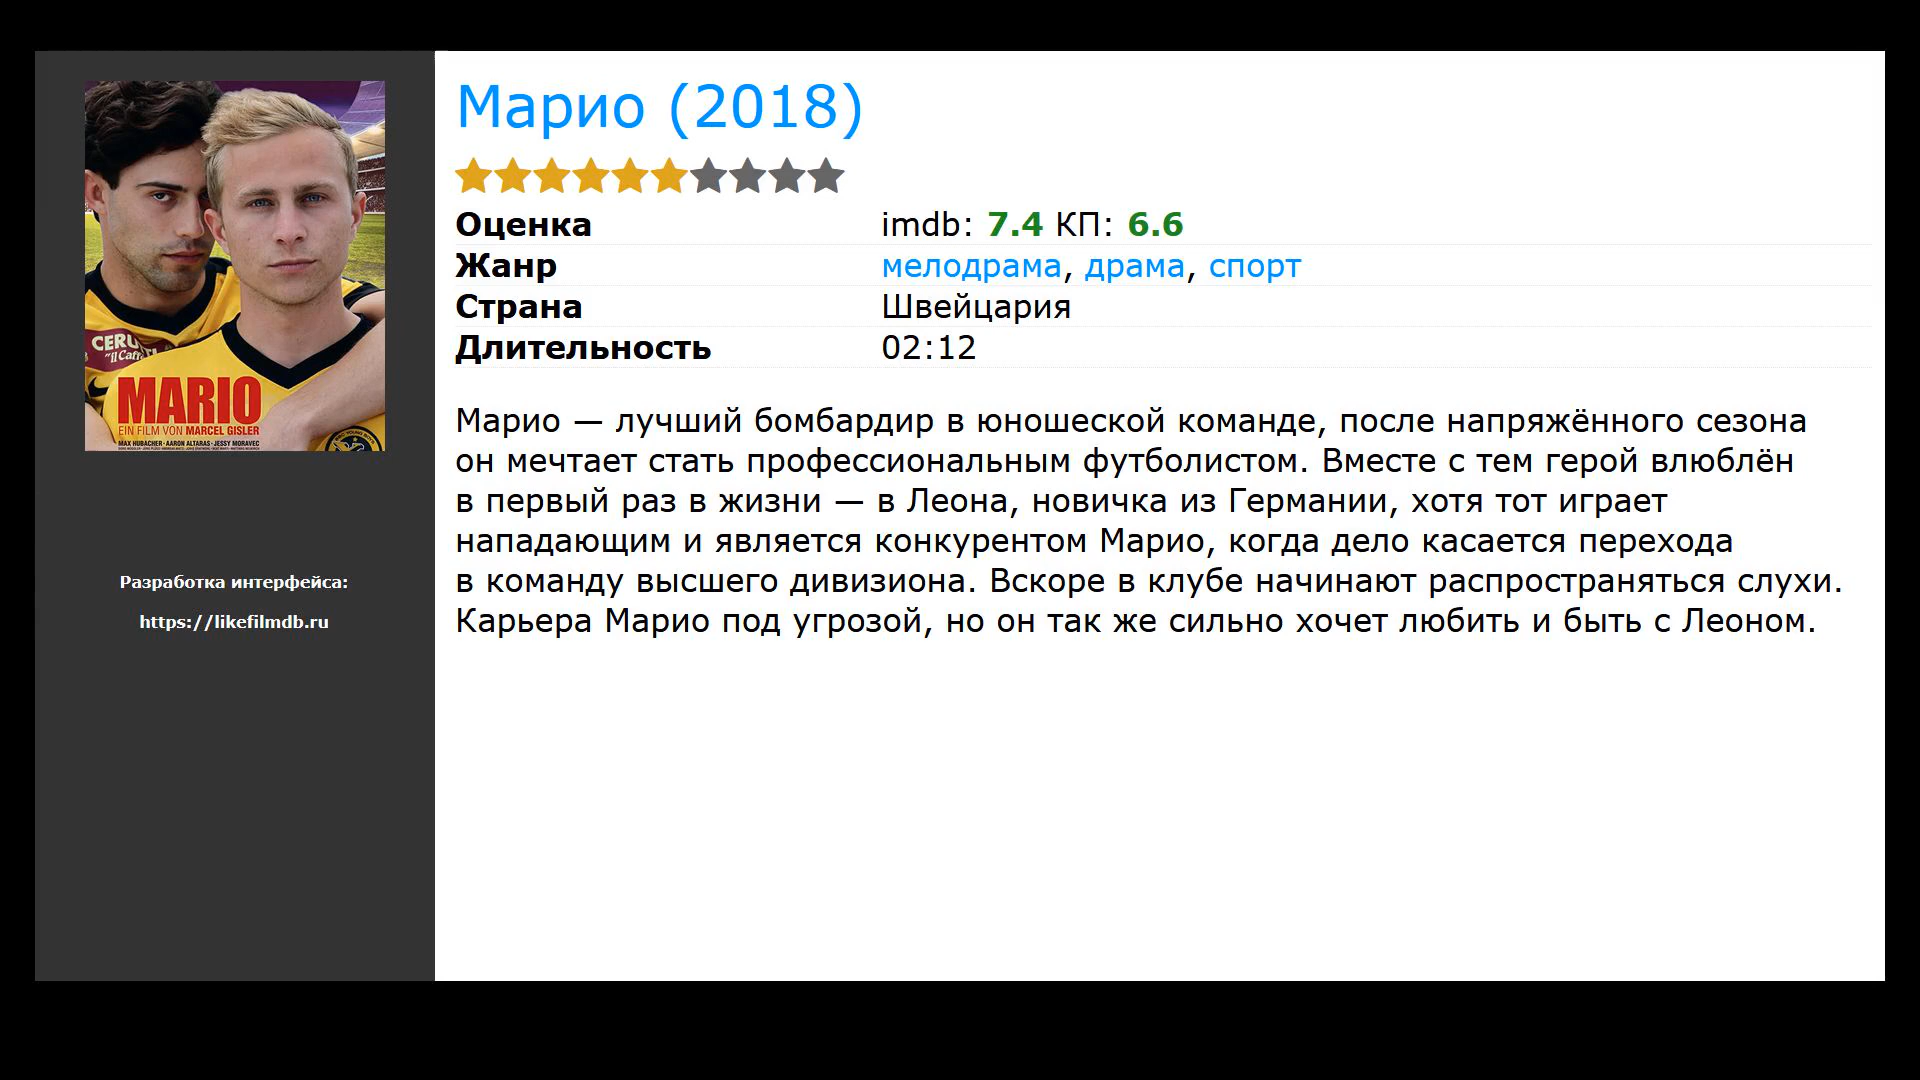 CERU
"il Caff
MARIO
EIN FILM VON MARCEL GISLER
MAX HUBACHER · AARON ALTARAS · JESSY MORAVEC
Разработка интерфейса:
https://likefilmdb.ru
Марио (2018)
Оценка imdb: 7.4 КП: 6.6
Жанр мелодрама, драма, спорт
Страна Швейцария
Длительность 02:12
Марио — лучший бомбардир в юношеской команде, после напряжённого сезона
он мечтает стать профессиональным футболистом. Вместе с тем герой влюблён
в первый раз в жизни — в Леона, новичка из Германии, хотя тот играет
нападающим и является конкурентом Марио, когда дело касается перехода
в команду высшего дивизиона. Вскоре в клубе начинают распространяться слухи.
Карьера Марио под угрозой, но он так же сильно хочет любить и быть с Леоном.